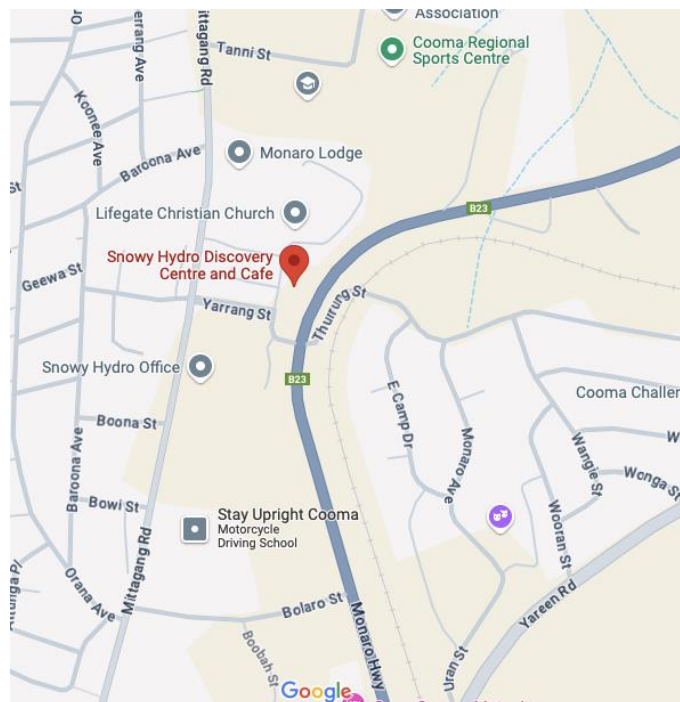 Association
Cooma Regional
Sports Centre
Mittagang Rd
Tanni St
Koonee Ave
Baroona Ave
Monaro Lodge
Lifegate Christian Church
B23
Snowy Hydro Discovery
Centre and Cafe
Geewa St
Yarrang St
Thurrung St
Snowy Hydro Office
B23
E Camp Dr
Cooma Challen
Boona St
Baroona Ave
Monaro Ave
Wangie St
Wonga St
Bowi St
Stay Upright Cooma
Motorcycle
Driving School
Wooran St
Mittagang Rd
Orana Ave
Yareen Rd
Bolaro St
Monaro Hwy
Boobah St
Uran St
Google